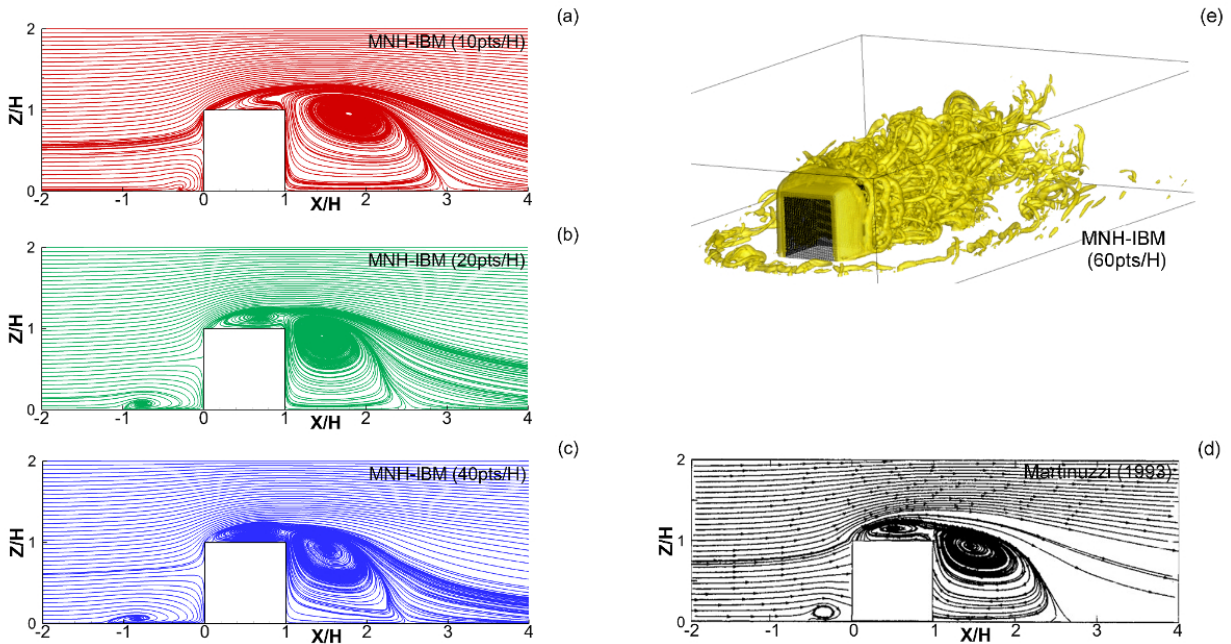 (a)
MNH-IBM (10pts/H)
2
1
0
Z/H
-2 -1 0 1 2 3 4
X/H
(b)
MNH-IBM (20pts/H)
2
1
0
Z/H
-2 -1 0 1 2 3 4
X/H
(c)
MNH-IBM (40pts/H)
2
1
0
Z/H
-2 -1 0 1 2 3 4
X/H
(e)
MNH-IBM
(60pts/H)
(d)
Martinuzzi (1993)
2
1
0
Z/H
-2 -1 0 1 2 3 4
X/H